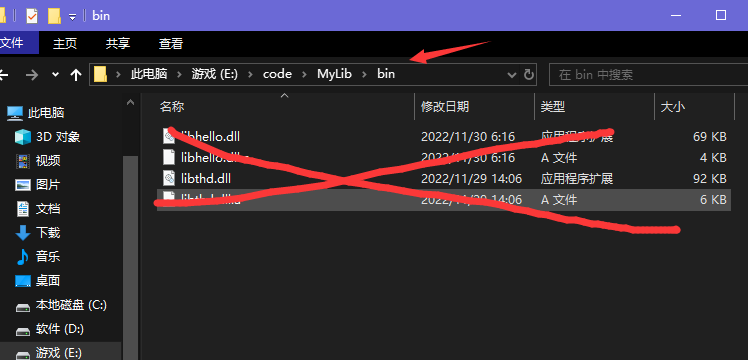 bin
文件 主页 共享 查看
此电脑 游戏 (E:) code MyLib bin 在 bin 中搜索
名称 修改日期 类型 大小
此电脑
3D 对象
视频
图片
文档
下载
音乐
桌面
本地磁盘 (C:)
软件 (D:)
游戏 (E:)
libhello.dll 2022/11/30 6:16 应用程序扩展 69 KB
libhello.dll 2022/11/30 6:16 A 文件 4 KB
libthd.dll 2022/11/29 14:06 应用程序扩展 92 KB
2022/11/29 14:06 A 文件 6 KB